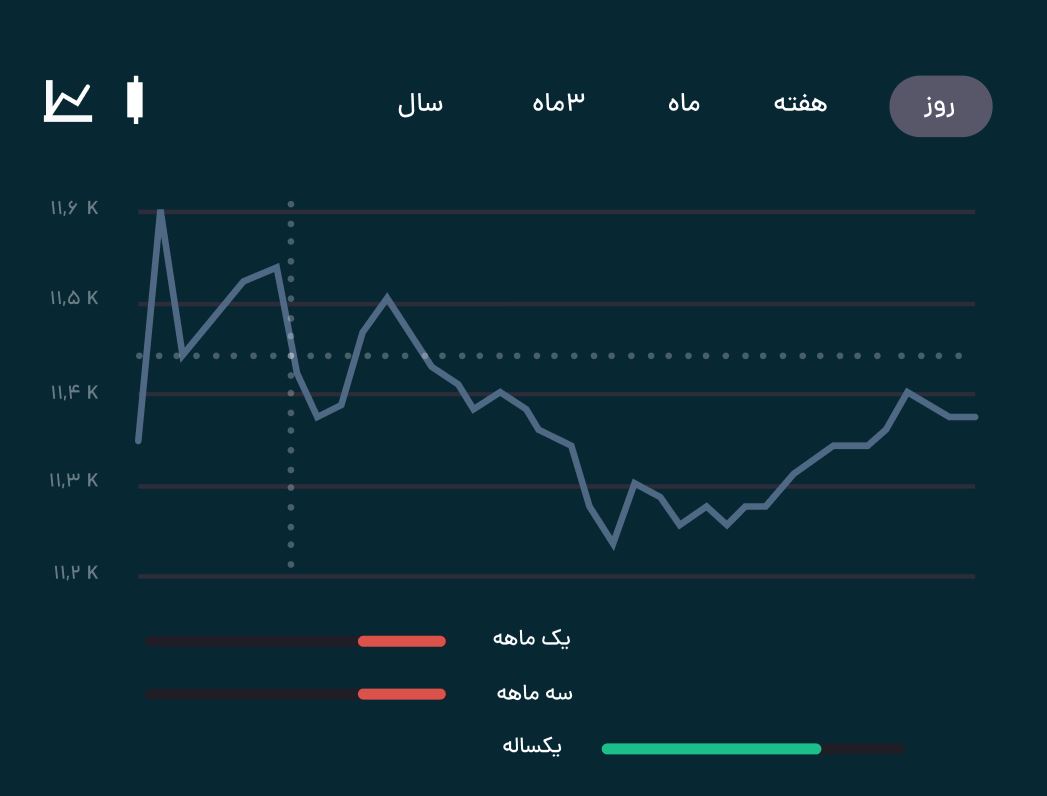 روز هفته ماه ۳ماه سال
۱۱,۶ K
۱۱,۵ K
۱۱,۴ K
۱۱,۳ K
۱۱,۲ K
یک ماهه
سه ماهه
یکساله